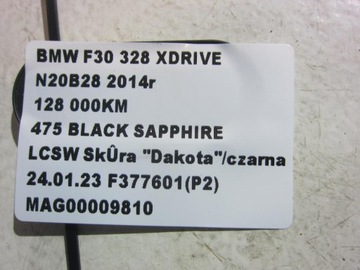 BMW F30 328 XDRIVE
N20B28 2014r
128 000KM
475 BLACK SAPPHIRE
LCSW SkÛra "Dakota"/czarna
24.01.23 F377601(P2)
MAG00009810